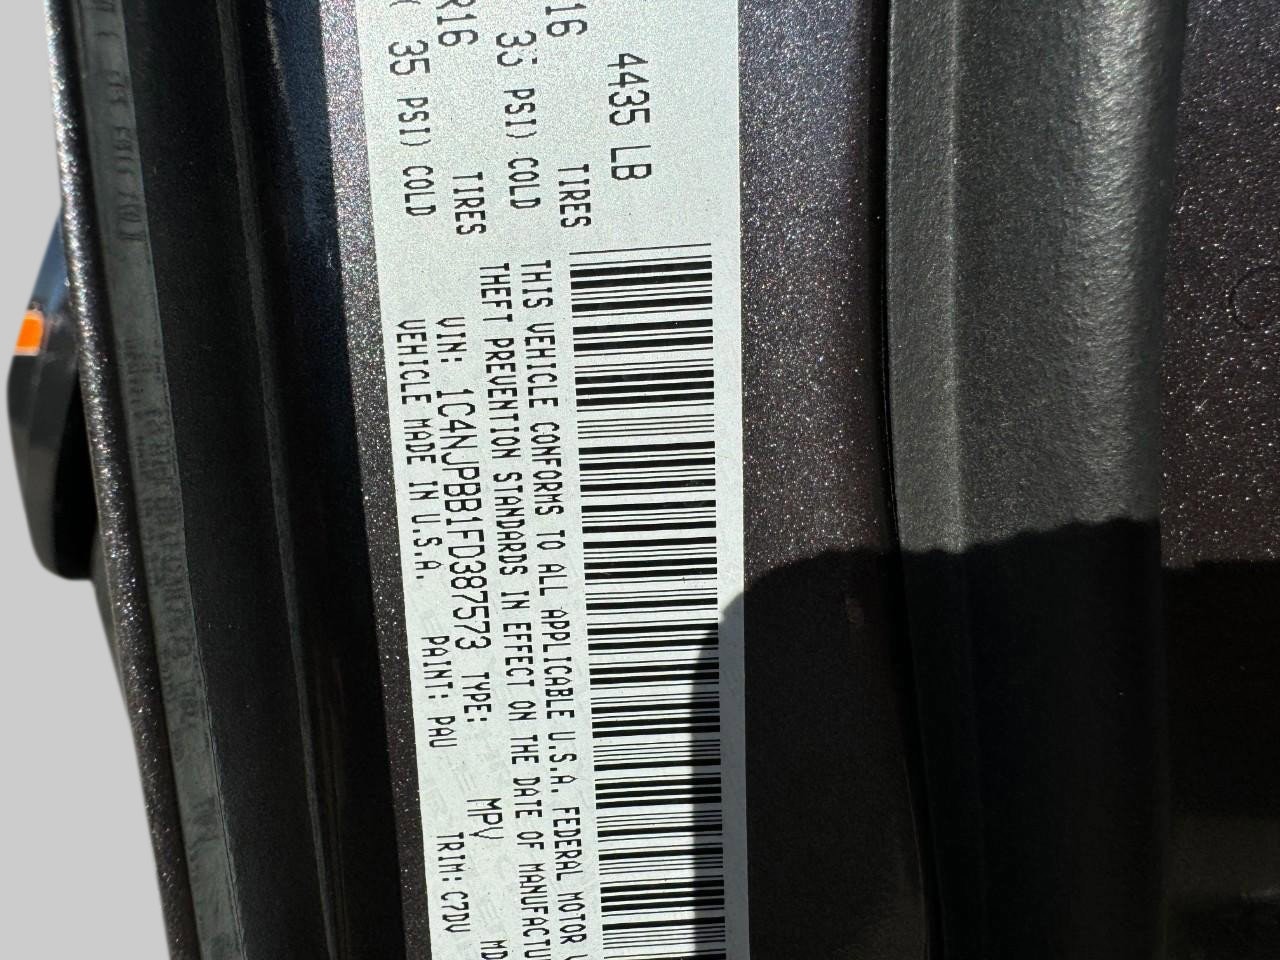 4435 LB
R16 TIRES
35 PSI) COLD
TIRES
35 PSI) COLD
THIS VEHICLE CONFORMS TO ALL APPLICABLE U.S.A. FEDERAL MOTOR
THEFT PREVENTION STANDARDS IN EFFECT ON THE DATE OF
VIN: 1C4NJPBB1FD387573 TYPE: MPV
VEHICLE MADE IN U.S.A. PAINT: PAU TRIM: C7DV